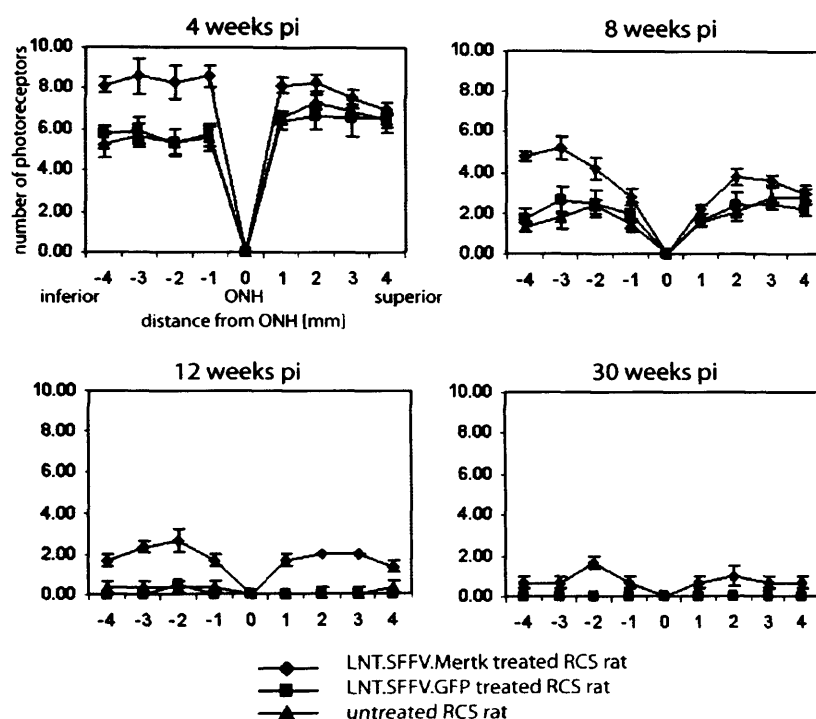 4 weeks pi
number of photoreceptors
10.00
8.00
6.00
4.00
2.00
0.00
-4 -3 -2 -1 0 1 2 3 4
inferior ONH superior
distance from ONH [mm]
8 weeks pi
10.00
8.00
6.00
4.00
2.00
0.00
-4 -3 -2 -1 0 1 2 3 4
12 weeks pi
10.00
8.00
6.00
4.00
2.00
0.00
-4 -3 -2 -1 0 1 2 3 4
30 weeks pi
10.00
8.00
6.00
4.00
2.00
0.00
-4 -3 -2 -1 0 1 2 3 4
LNT.SFFV.Mertk treated RCS rat
LNT.SFFV.GFP treated RCS rat
untreated RCS rat